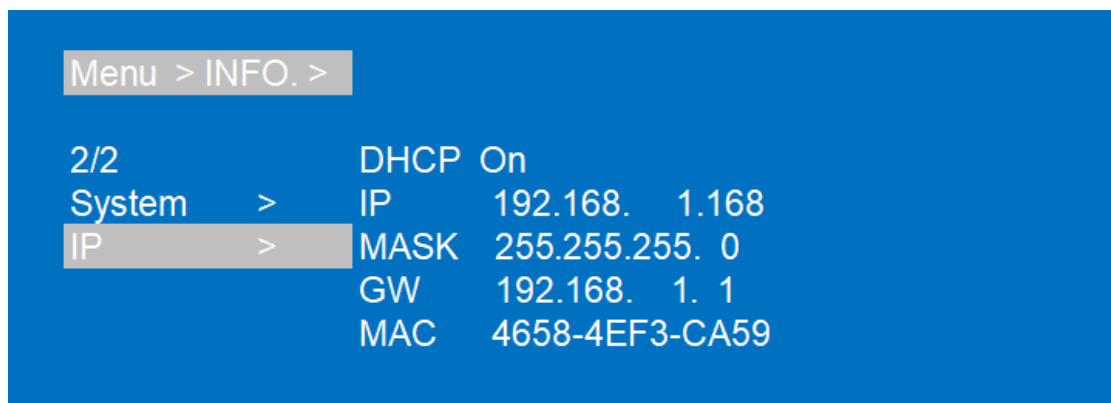 Menu > INFO. >
2/2 DHCP On
System > IP 192.168. 1.168
IP > MASK 255.255.255. 0
GW 192.168. 1. 1
MAC 4658-4EF3-CA59